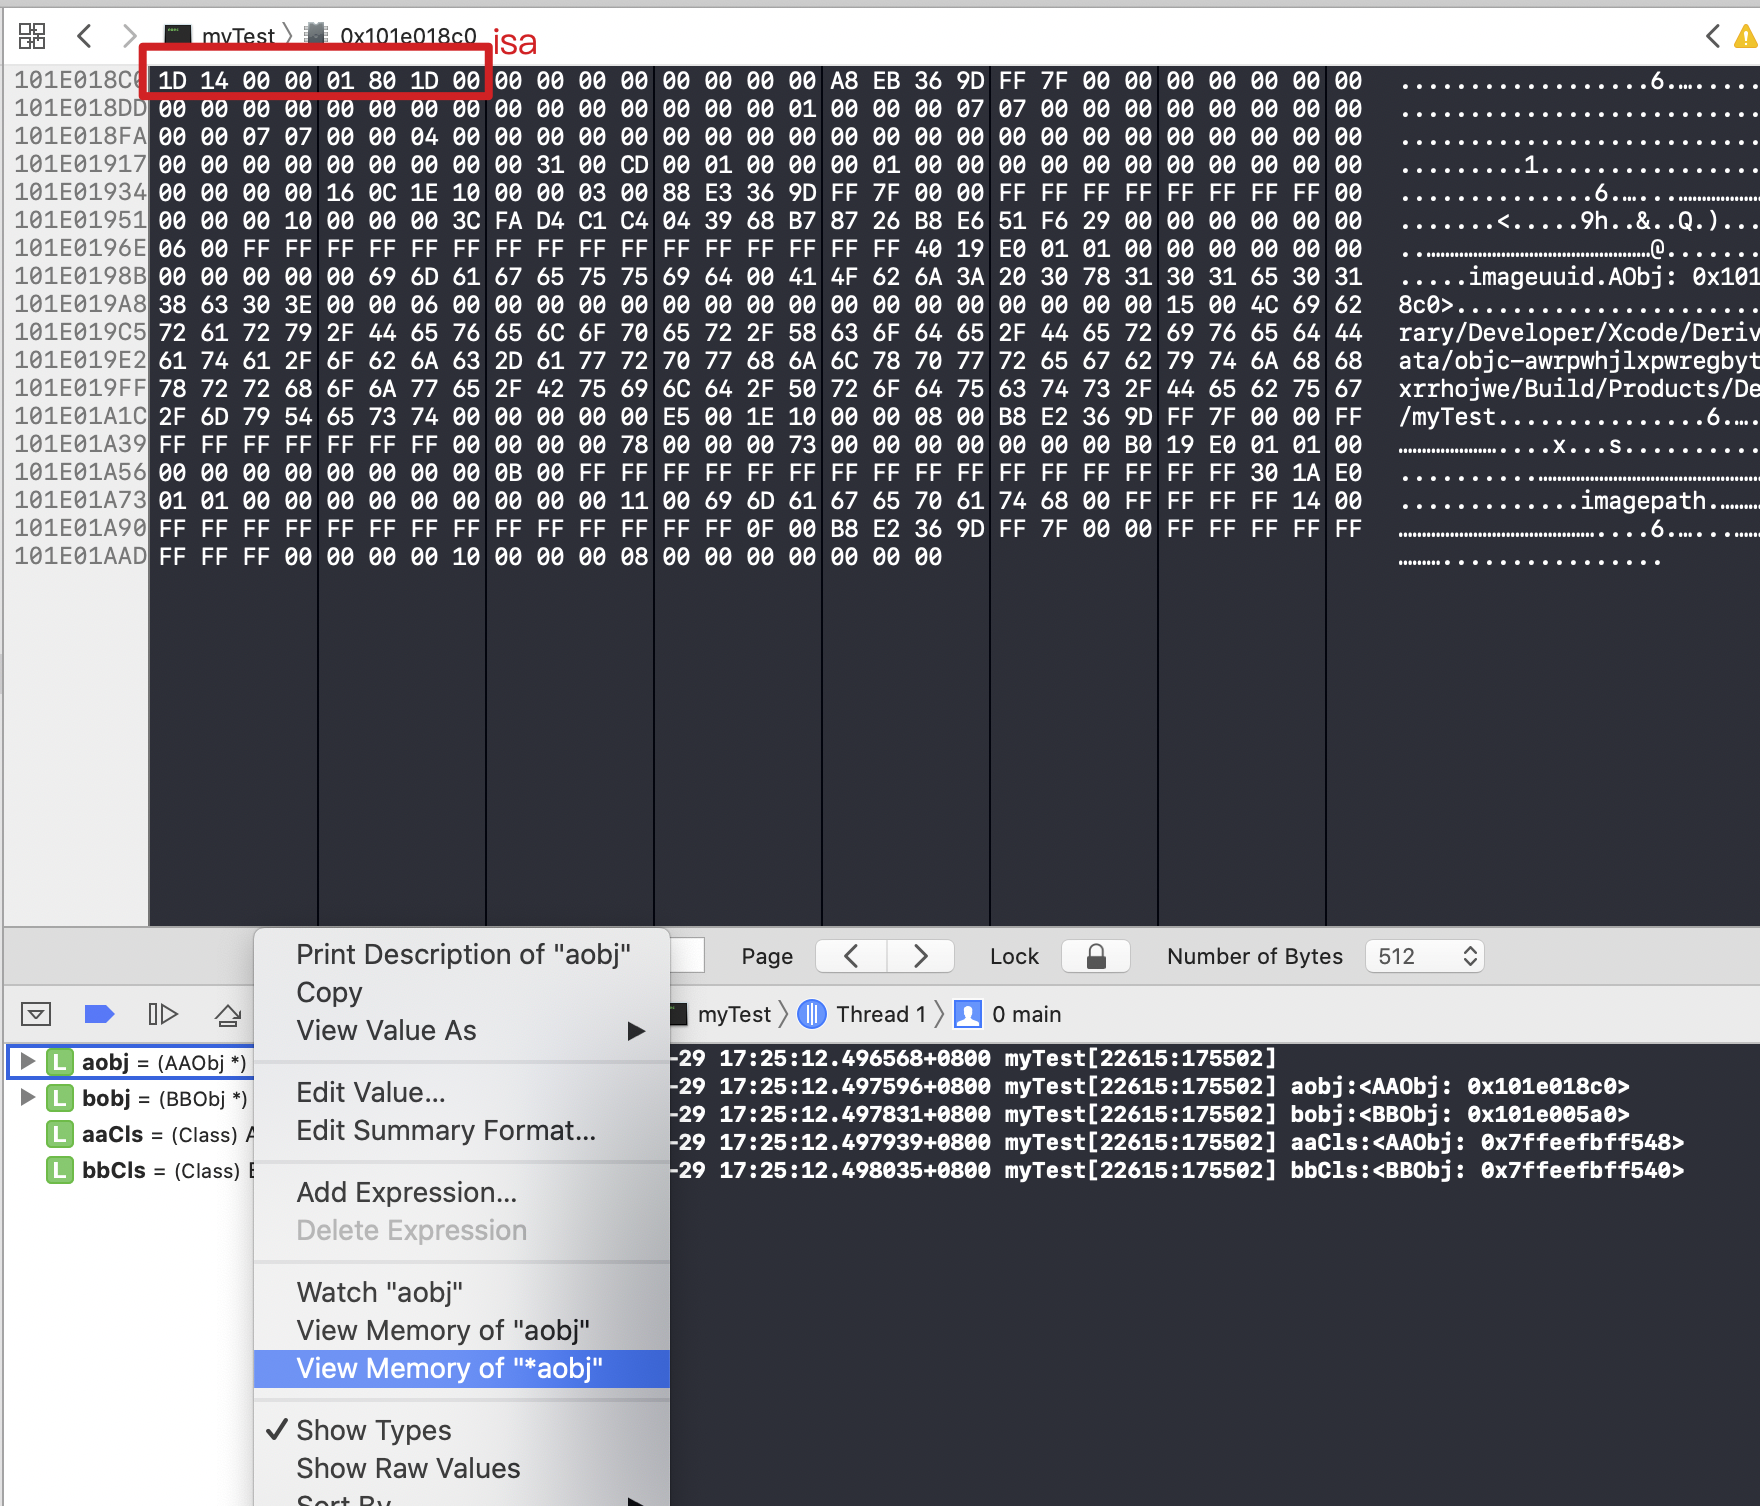 myTest 0x101e018c0 isa
101E018C0 1D 14 00 00 01 80 1D 00 00 00 00 00 00 00 00 00 A8 EB 36 9D FF 7F 00 00 00 00 00 00 00 ..................6..........
101E018DD 00 00 00 00 00 00 00 00 00 00 00 00 00 00 00 01 00 00 00 07 07 00 00 00 00 00 00 00 00
101E018FA 00 00 07 07 00 00 04 00 00 00 00 00 00 00 00 00 00 00 00 00 00 00 00 00 00 00 00 00 00
101E01917 00 00 00 00 00 00 00 00 00 31 00 CD 00 01 00 00 00 01 00 00 00 00 00 00 00 00 00 00 00 .........1................
101E01934 00 00 00 00 16 0C 1E 10 00 00 03 00 88 E3 36 9D FF 7F 00 00 FF FF FF FF FF FF FF FF 00 ..............6...........
101E01951 00 00 00 10 00 00 00 3C FA D4 C1 C4 04 39 68 B7 87 26 B8 E6 51 F6 29 00 00 00 00 00 00 .......<.....9h..&..Q.)....
101E0196E 06 00 FF FF FF FF FF FF FF FF FF FF FF FF FF FF FF FF 40 19 E0 01 01 00 00 00 00 00 00 ..................@.......
101E0198B 00 00 00 00 00 69 6D 61 67 65 75 75 69 64 00 41 4F 62 6A 3A 20 30 78 31 30 31 65 30 31 .....imageuuid.AObj: 0x101
101E019A8 38 63 30 3E 00 00 06 00 00 00 00 00 00 00 00 00 00 00 00 00 00 00 00 00 15 00 4C 69 62 8c0>......................
101E019C5 72 61 72 79 2F 44 65 76 65 6C 6F 70 65 72 2F 58 63 6F 64 65 2F 44 65 72 69 76 65 64 44 rary/Developer/Xcode/Deriv
101E019E2 61 74 61 2F 6F 62 6A 63 2D 61 77 72 70 77 68 6A 6C 78 70 77 72 65 67 62 79 74 6A 68 68 ata/objc-awrpwhjlxpwregbyt
101E019FF 78 72 72 68 6F 6A 77 65 2F 42 75 69 6C 64 2F 50 72 6F 64 75 63 74 73 2F 44 65 62 75 67 xrrhojwe/Build/Products/De
101E01A1C 2F 6D 79 54 65 73 74 00 00 00 00 00 E5 00 1E 10 00 00 08 00 B8 E2 36 9D FF 7F 00 00 FF /myTest...............6...
101E01A39 FF FF FF FF FF FF FF 00 00 00 00 78 00 00 00 73 00 00 00 00 00 00 00 B0 19 E0 01 01 00 ...........x...s..........
101E01A56 00 00 00 00 00 00 00 00 0B 00 FF FF FF FF FF FF FF FF FF FF FF FF FF FF FF FF 30 1A E0
101E01A73 01 01 00 00 00 00 00 00 00 00 00 11 00 69 6D 61 67 65 70 61 74 68 00 FF FF FF FF 14 00 .............imagepath....
101E01A90 FF FF FF FF FF FF FF FF FF FF FF FF FF FF 0F 00 B8 E2 36 9D FF 7F 00 00 FF FF FF FF FF ..................6.......
101E01AAD FF FF FF 00 00 00 00 10 00 00 00 08 00 00 00 00 00 00 00
Page Lock Number of Bytes 512
myTest Thread 1 0 main
aobj = (AAObj *)
bobj = (BBObj *)
aaCls = (Class)
bbCls = (Class)
Print Description of "aobj"
Copy
View Value As
Edit Value...
Edit Summary Format...
Add Expression...
Delete Expression
Watch "aobj"
View Memory of "aobj"
View Memory of "*aobj"
✓ Show Types
Show Raw Values
Sort By
-29 17:25:12.496568+0800 myTest[22615:175502]
-29 17:25:12.497596+0800 myTest[22615:175502] aobj:<AAObj: 0x101e018c0>
-29 17:25:12.497831+0800 myTest[22615:175502] bobj:<BBObj: 0x101e005a0>
-29 17:25:12.497939+0800 myTest[22615:175502] aaCls:<AAObj: 0x7ffeefbff548>
-29 17:25:12.498035+0800 myTest[22615:175502] bbCls:<BBObj: 0x7ffeefbff540>